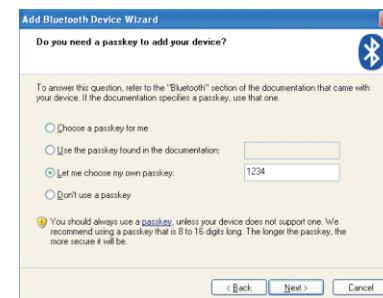 Add Bluetooth Device Wizard
Do you need a passkey to add your device?
To answer this question, refer to the "Bluetooth" section of the documentation that came with
your device. If the documentation specifies a passkey, use that one.
Choose a passkey for me
Use the passkey found in the documentation:
Let me choose my own passkey: 1234
Don't use a passkey
You should always use a passkey, unless your device does not support one. We
recommend using a passkey that is 8 to 16 digits long. The longer the passkey, the
more secure it will be.
< Back Next > Cancel